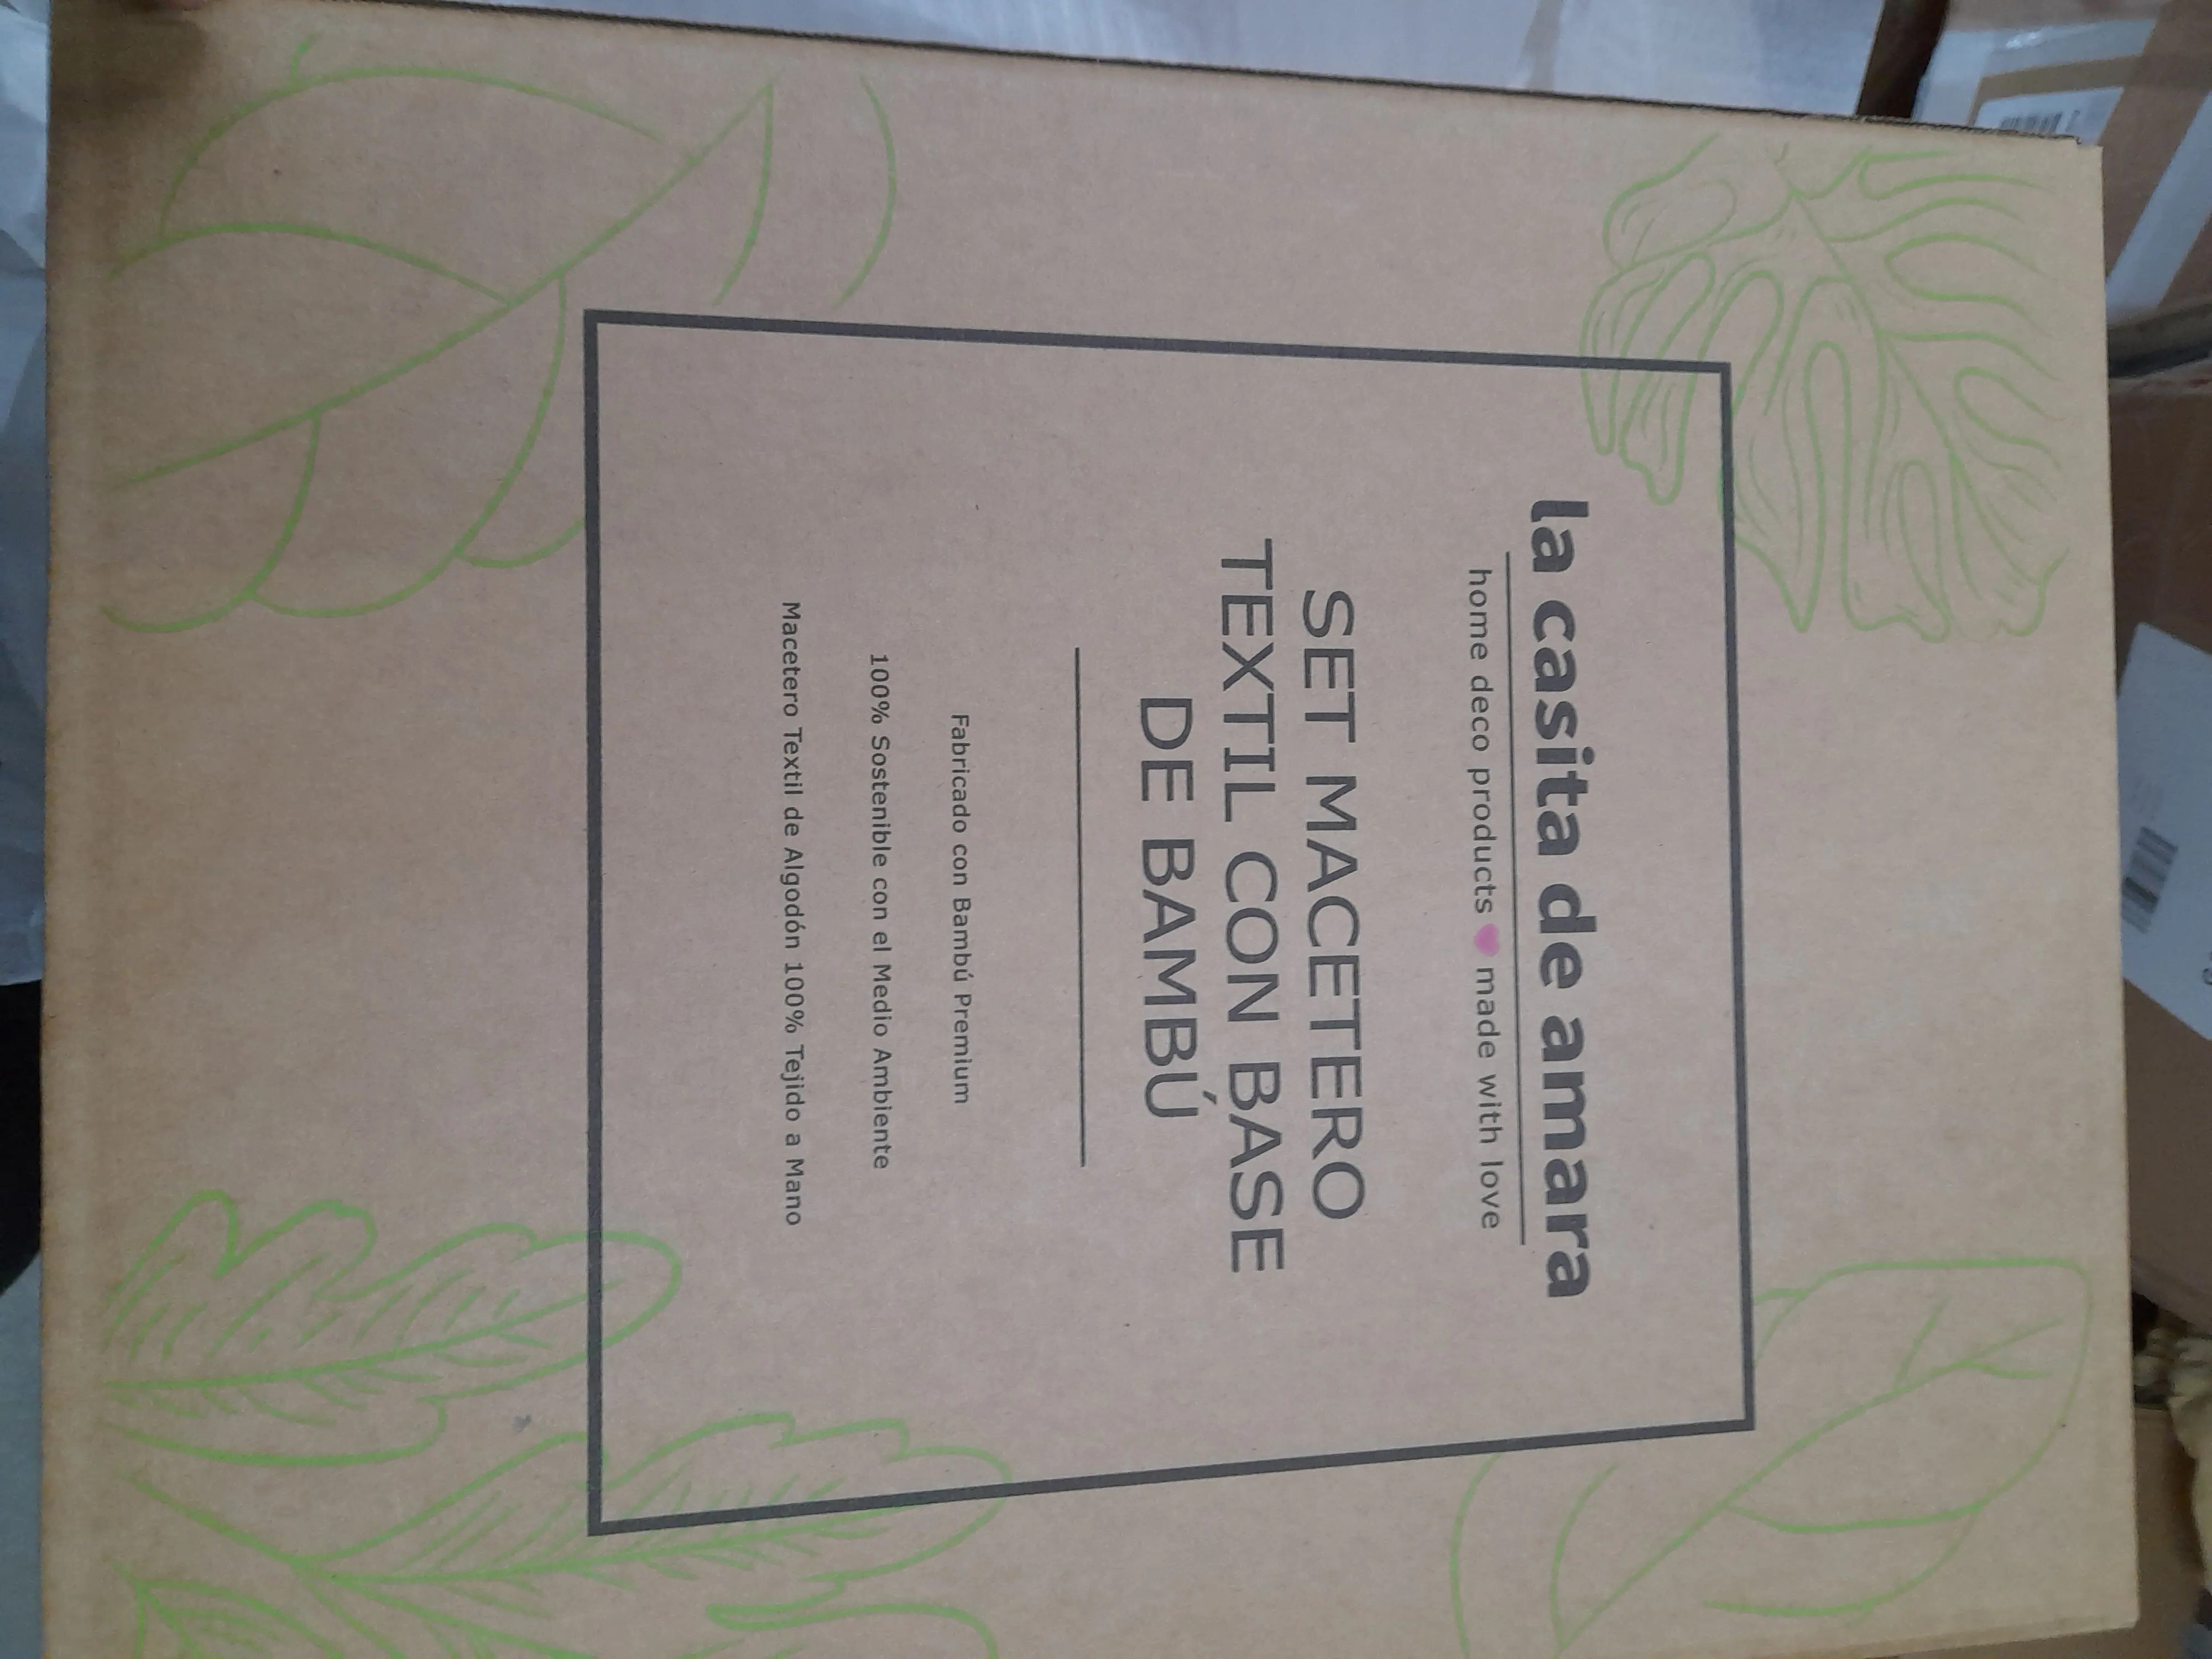 la casita de amara
home deco products made with love
SET MACETERO
TEXTIL CON BASE
DE BAMBÚ
Fabricado con Bambú Premium
100% Sostenible con el Medio Ambiente
Macetero Textil de Algodón 100% Tejido a Mano